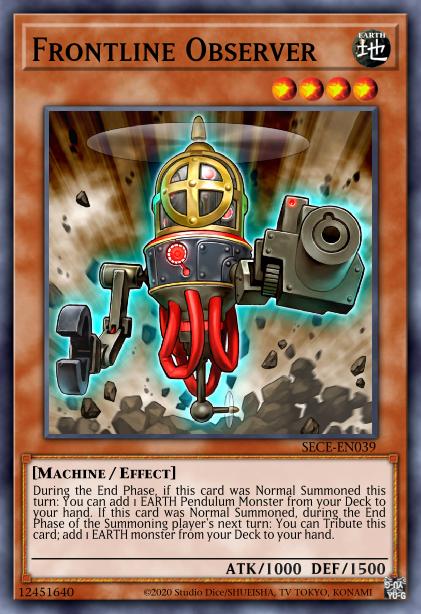 FRONTLINE OBSERVER
EARTH
地
SECE-EN039
[MACHINE / EFFECT]
During the End Phase, if this card was Normal Summoned this
turn: You can add 1 EARTH Pendulum Monster from your Deck to
your hand. If this card was Normal Summoned, during the End
Phase of the Summoning player's next turn: You can Tribute this
card; add 1 EARTH monster from your Deck to your hand.
ATK/1000 DEF/1500
12451640
©2020 Studio Dice/SHUEISHA, TV TOKYO, KONAMI